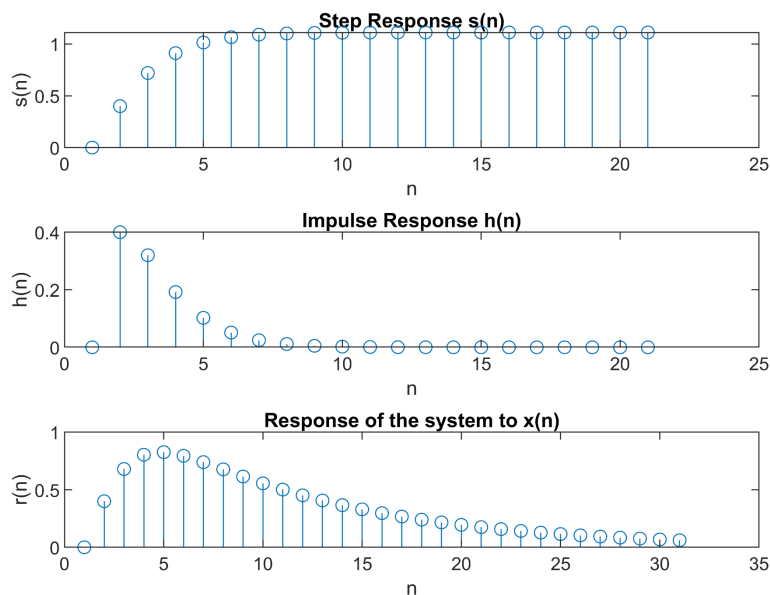 Step Response s(n)
1
0.5
0
s(n)
0 5 10 15 20 25
n
Impulse Response h(n)
0.4
0.2
0
h(n)
0 5 10 15 20 25
n
Response of the system to x(n)
1
0.5
0
r(n)
0 5 10 15 20 25 30 35
n